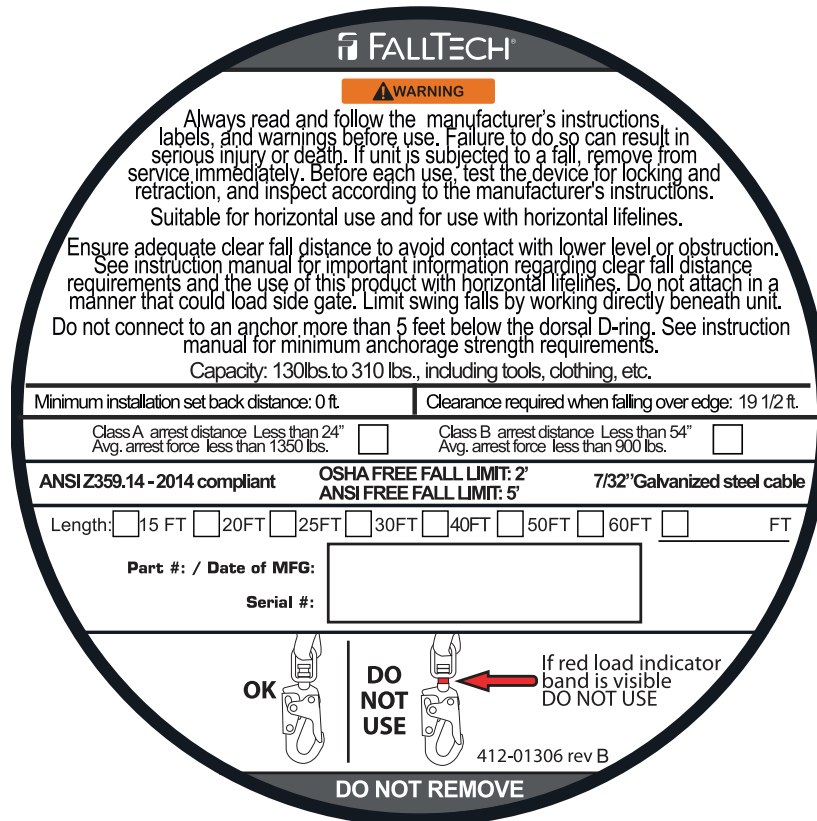 FALLTECH®
WARNING
Always read and follow the manufacturer's instructions,
labels, and warnings before use. Failure to do so can result in
serious injury or death. If unit is subjected to a fall, remove from
service immediately. Before each use, test the device for locking and
retraction, and inspect according to the manufacturer's instructions.
Suitable for horizontal use and for use with horizontal lifelines.
Ensure adequate clear fall distance to avoid contact with lower level or obstruction.
See instruction manual for important information regarding clear fall distance
requirements and the use of this product with horizontal lifelines. Do not attach in a
manner that could load side gate. Limit swing falls by working directly beneath unit.
Do not connect to an anchor more than 5 feet below the dorsal D-ring. See instruction
manual for minimum anchorage strength requirements.
Capacity: 130lbs.to 310 lbs., including tools, clothing, etc.
Minimum installation set back distance: 0 ft.
Clearance required when falling over edge: 19 1/2 ft.
Class A arrest distance Less than 24"
Avg. arrest force less than 1350 lbs.
Class B arrest distance Less than 54"
Avg. arrest force less than 900 lbs.
ANSI Z359.14 - 2014 compliant
OSHA FREE FALL LIMIT: 2'
ANSI FREE FALL LIMIT: 5'
7/32" Galvanized steel cable
Length: 15 FT 20FT 25FT 30FT 40FT 50FT 60FT FT
Part #: / Date of MFG:
Serial #:
OK
DO
NOT
USE
If red load indicator
band is visible
DO NOT USE
412-01306 rev B
DO NOT REMOVE